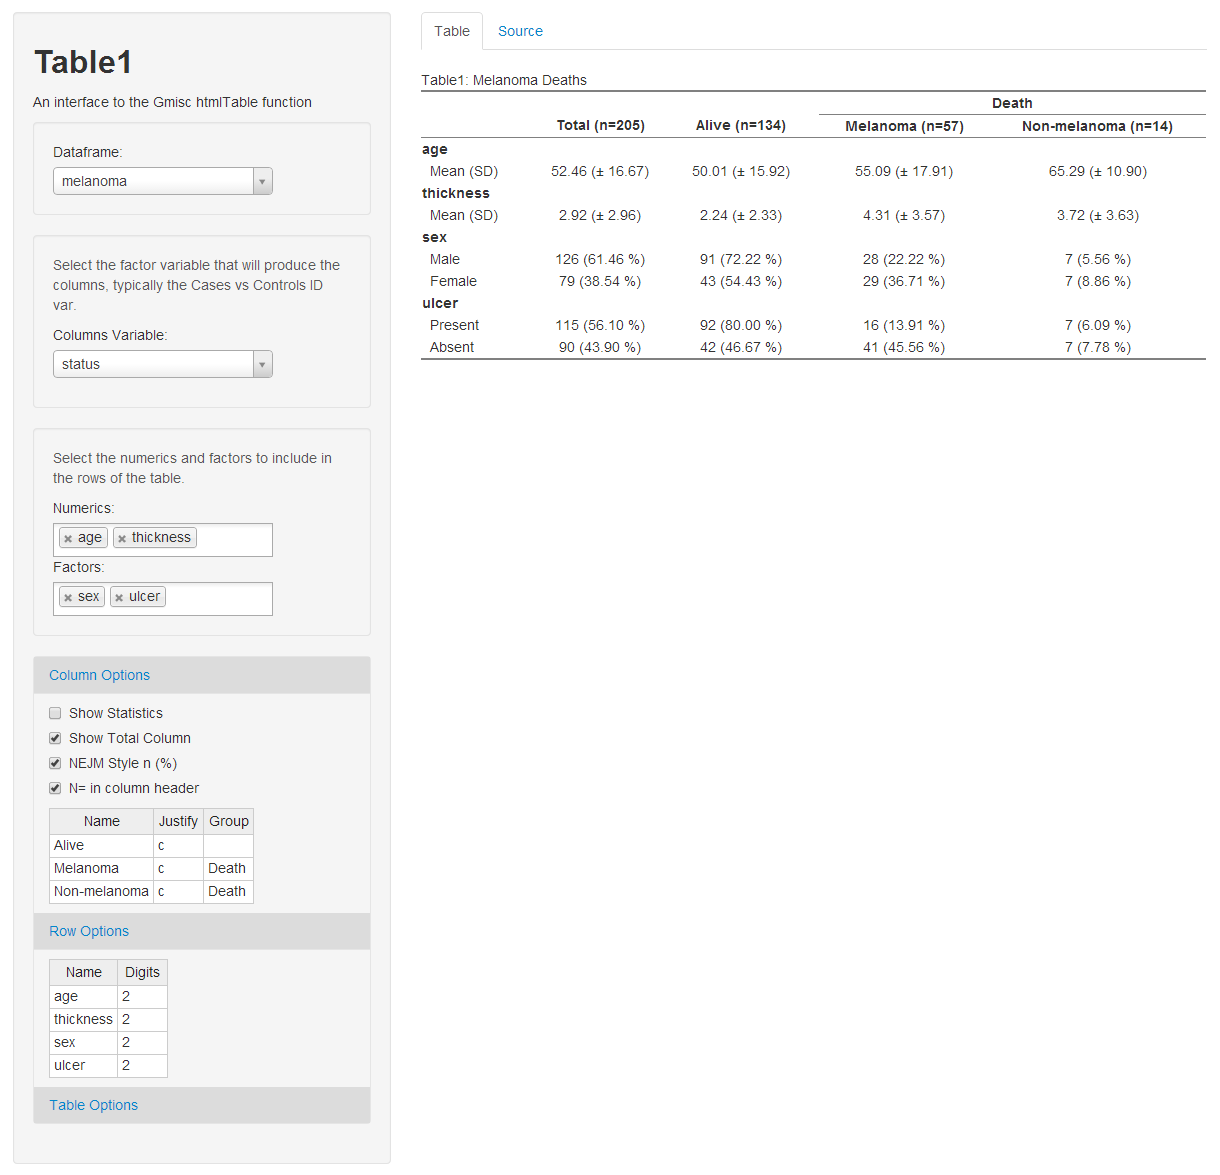 Table1
An interface to the Gmisc htmlTable function
Dataframe:
melanoma
Select the factor variable that will produce the
columns, typically the Cases vs Controls ID
var.
Columns Variable:
status
Select the numerics and factors to include in
the rows of the table.
Numerics:
age thickness
Factors:
sex ulcer
Column Options
Show Statistics
Show Total Column
NEJM Style n (%)
N= in column header
Name Justify Group
Alive c
Melanoma c Death
Non-melanoma c Death
Row Options
Name Digits
age 2
thickness 2
sex 2
ulcer 2
Table Options
Table Source
Table1: Melanoma Deaths
Death
Total (n=205) Alive (n=134) Melanoma (n=57) Non-melanoma (n=14)
age
Mean (SD) 52.46 (± 16.67) 50.01 (± 15.92) 55.09 (± 17.91) 65.29 (± 10.90)
thickness
Mean (SD) 2.92 (± 2.96) 2.24 (± 2.33) 4.31 (± 3.57) 3.72 (± 3.63)
sex
Male 126 (61.46 %) 91 (72.22 %) 28 (22.22 %) 7 (5.56 %)
Female 79 (38.54 %) 43 (54.43 %) 29 (36.71 %) 7 (8.86 %)
ulcer
Present 115 (56.10 %) 92 (80.00 %) 16 (13.91 %) 7 (6.09 %)
Absent 90 (43.90 %) 42 (46.67 %) 41 (45.56 %) 7 (7.78 %)